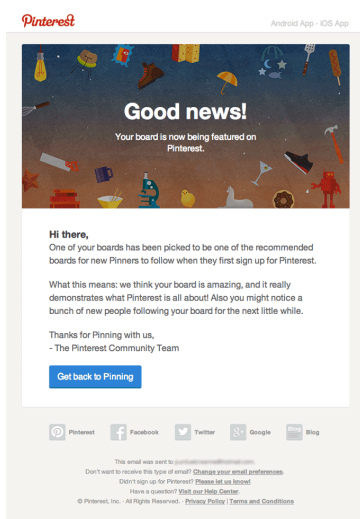 Pinterest
Android App · iOS App
Good news!
Your board is now being featured on
Pinterest.
Hi there,
One of your boards has been picked to be one of the recommended
boards for new Pinners to follow when they first sign up for Pinterest.
What this means: we think your board is amazing, and it really
demonstrates what Pinterest is all about! Also you might notice a
bunch of new people following your board for the next little while.
Thanks for Pinning with us,
- The Pinterest Community Team
Get back to Pinning
Pinterest Facebook Twitter Google Blog
This email was sent to
Don't want to receive this type of email? Change your email preferences.
Didn't sign up for Pinterest? Please let us know!
Have a question? Visit our Help Center.
© Pinterest, Inc. · All Rights Reserved. · Privacy Policy | Terms and Conditions